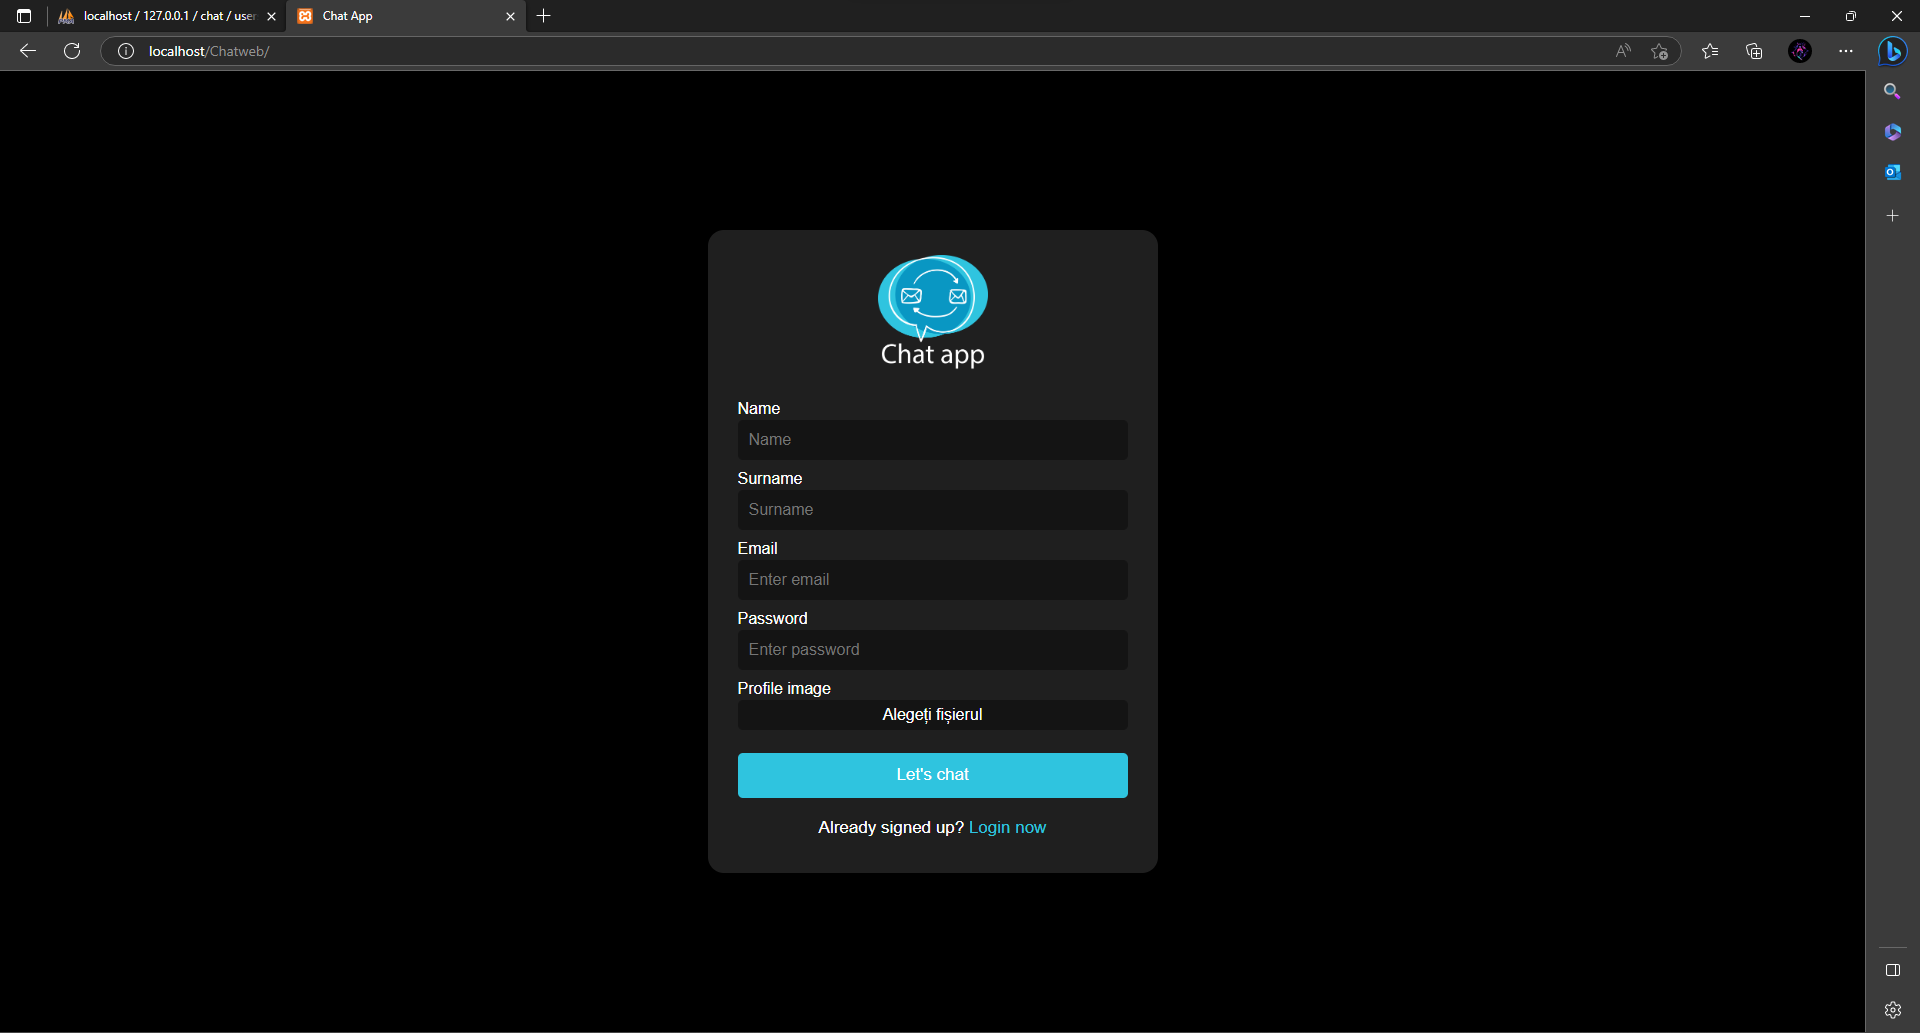 localhost / 127.0.0.1 / chat / user
Chat App
localhost/Chatweb/
Chat app
Name
Name
Surname
Surname
Email
Enter email
Password
Enter password
Profile image
Alegeți fișierul
Let's chat
Already signed up? Login now